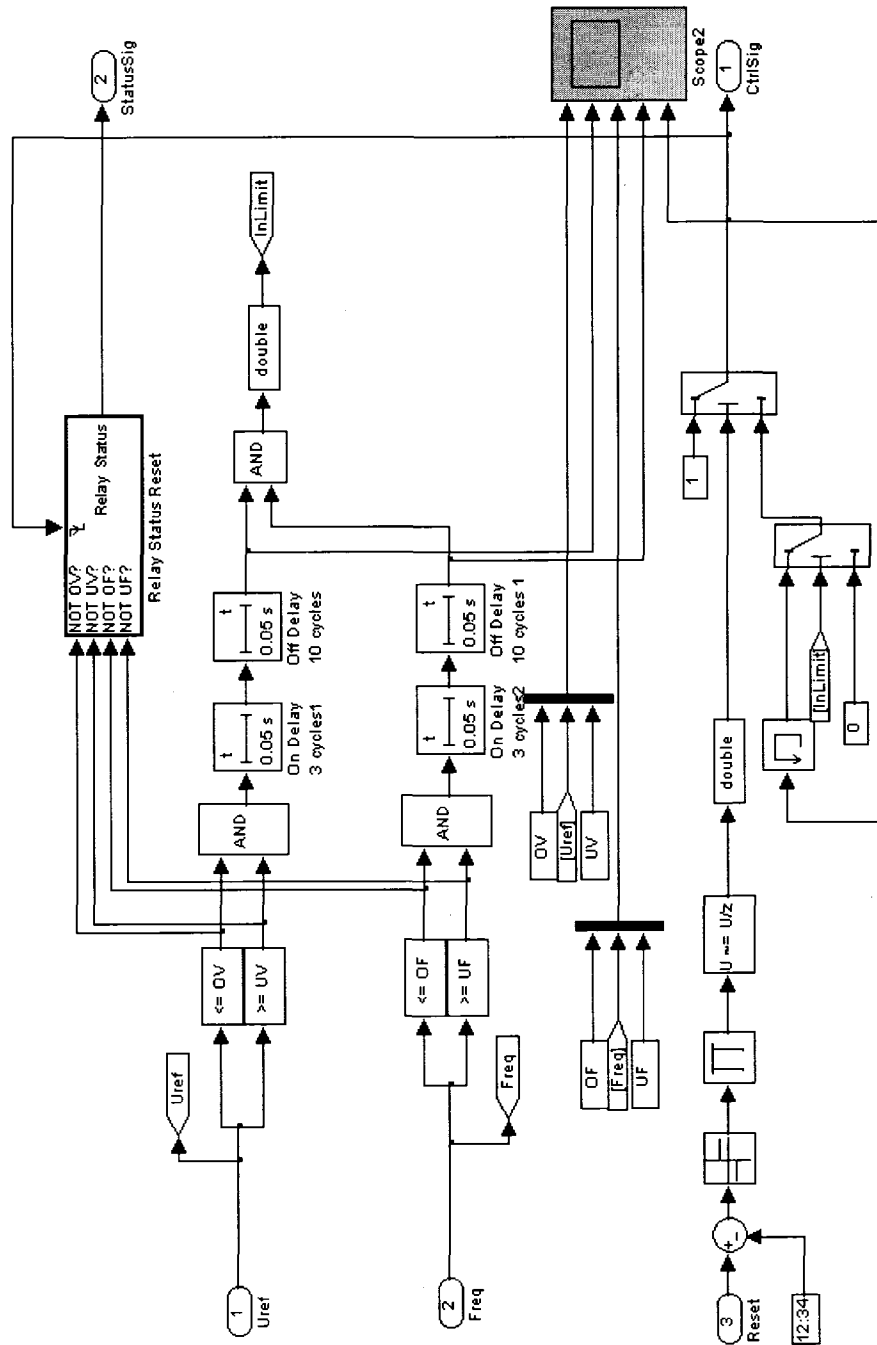 2
StatusSig
NOT OV?
NOT UV?
NOT OF?
NOT UF?
Relay Status
Relay Status Reset
InLimit
double
AND
t
0.05 s
Off Delay
10 cycles
t
0.05 s
On Delay
3 cycles1
AND
<= OV
>= UV
Uref
1
Uref
t
0.05 s
Off Delay
10 cycles 1
t
0.05 s
On Delay
3 cycles2
AND
<= OF
>= UF
Freq
2
Freq
OV
[Uref]
UV
OF
[Freq]
UF
Scope2
1
CtrlSig
1
[InLimit]
0
double
U ~= U/z
+-
3
Reset
12:34